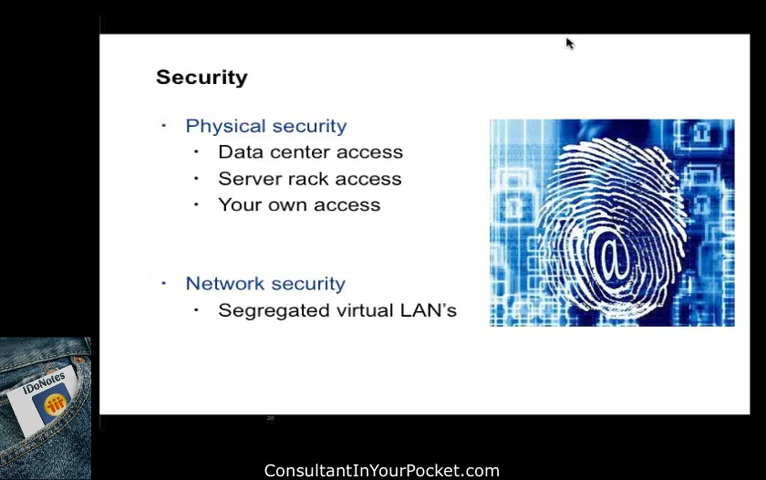 Security
· Physical security
· Data center access
· Server rack access
· Your own access
· Network security
· Segregated virtual LAN's
@
iDoNotes
ConsultantInYourPocket.com